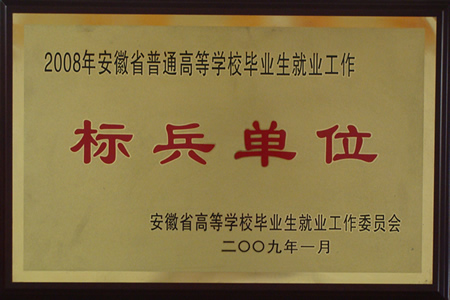 2008年安徽省普通高等学校毕业生就业工作
标兵单位
安徽省高等学校毕业生就业工作委员会
二〇〇九年一月